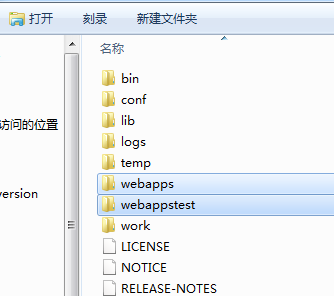 打开 刻录 新建文件夹
名称
bin
conf
lib
访问的位置
logs
temp
webapps
version
webappstest
work
LICENSE
NOTICE
RELEASE-NOTES